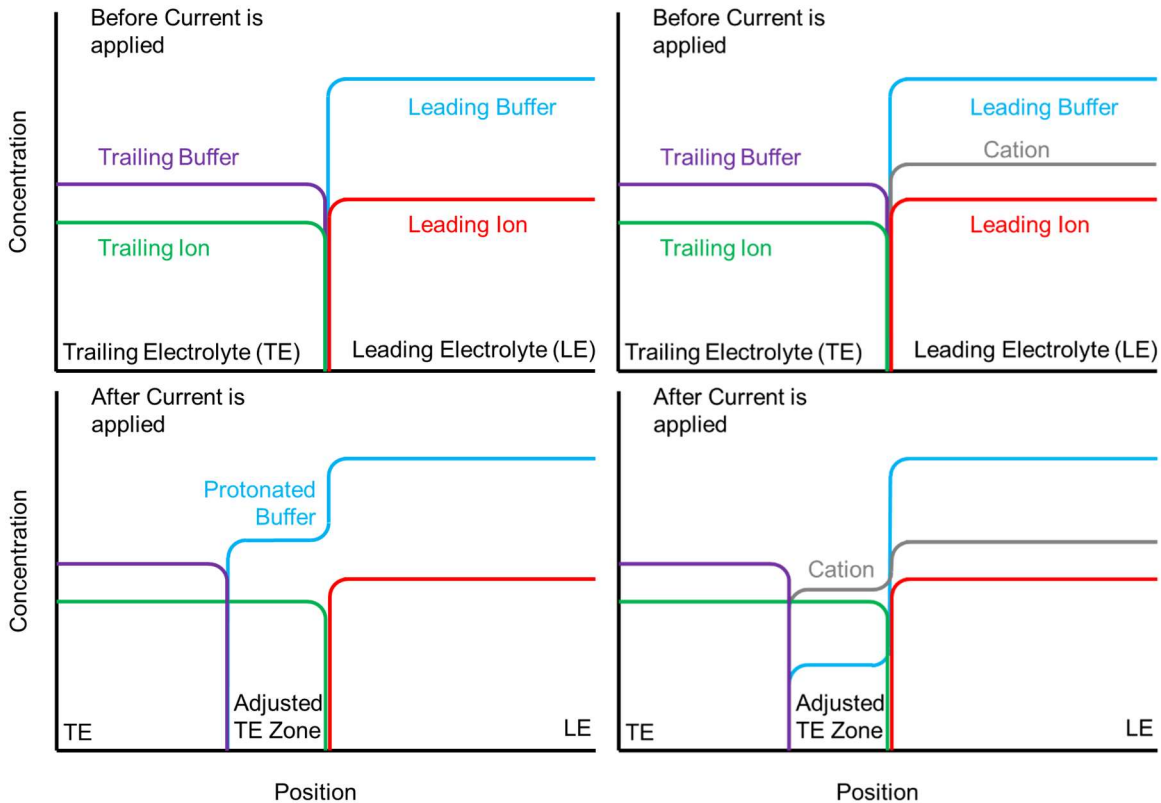 Before Current is
applied
Leading Buffer
Trailing Buffer
Leading Ion
Trailing Ion
Trailing Electrolyte (TE)
Leading Electrolyte (LE)
Concentration
Before Current is
applied
Leading Buffer
Cation
Trailing Buffer
Leading Ion
Trailing Ion
Trailing Electrolyte (TE)
Leading Electrolyte (LE)
After Current is
applied
Protonated
Buffer
Adjusted
TE Zone
TE
LE
Concentration
Position
After Current is
applied
Cation
Adjusted
TE Zone
TE
LE
Position